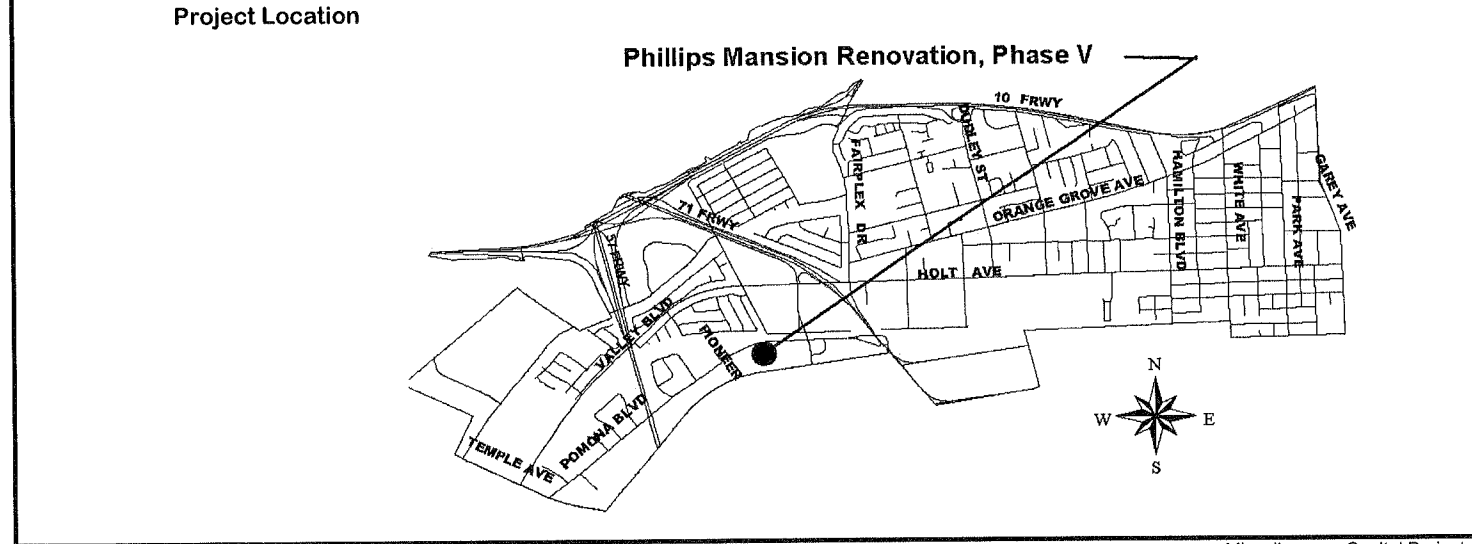 Project Location
Phillips Mansion Renovation, Phase V
10 FRWY
DUDLEY ST
FAIRPLEX DR
ORANGE GROVE AVE
HAMILTON BLVD
WHITE AVE
PARK AVE
GAREY AVE
71 FRWY
57 FRWY
HOLT AVE
VALLEY BLVD
PIONEER
POMONA BLVD
TEMPLE AVE
N
W E
S